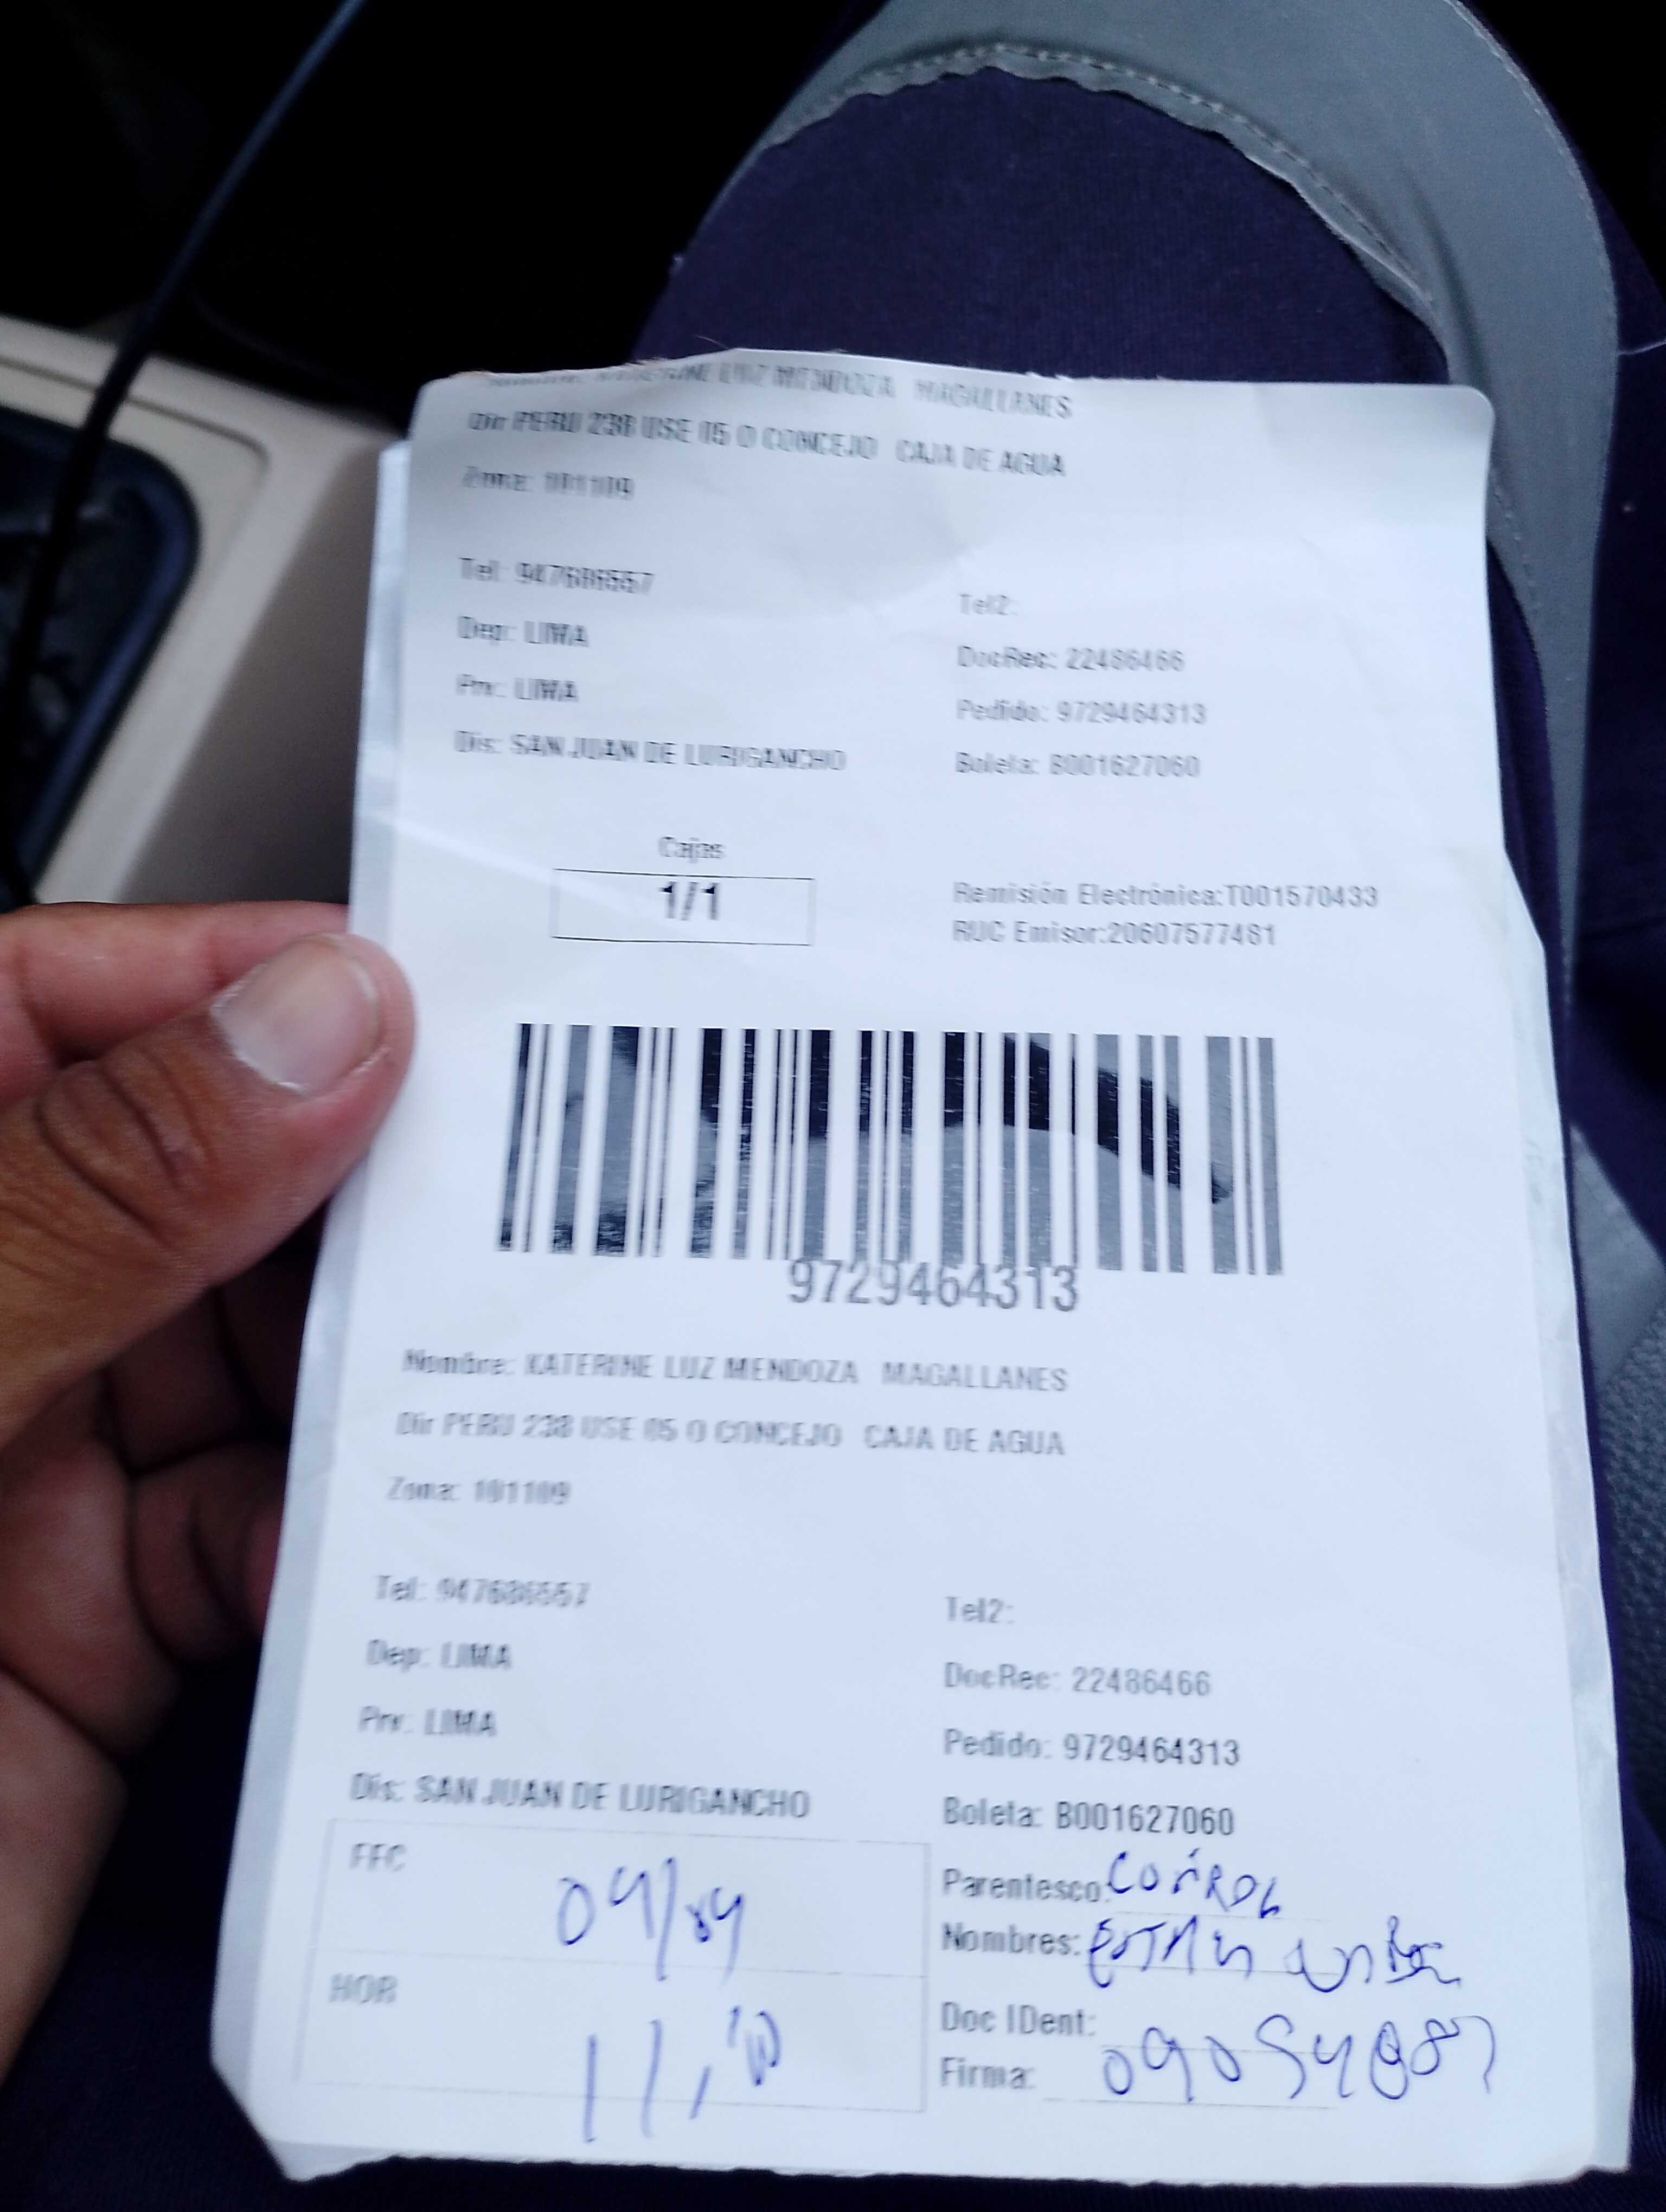 KATERINE LUZ MENDOZA MAGALLANES
Dir PERU 238 USE 05 O CONCEJO CAJA DE AGUA
Zona: 101109
Tel: 947686557
Tel2:
Dep: LIMA
DocRec: 22486466
Prv: LIMA
Pedido: 9729464313
Dis: SAN JUAN DE LURIGANCHO
Boleta: B001627060
Cajas
1/1
Remisión Electrónica:T001570433
RUC Emisor:20607577481
9729464313
Nombre: KATERINE LUZ MENDOZA MAGALLANES
Dir PERU 238 USE 05 O CONCEJO CAJA DE AGUA
Zona: 101109
Tel: 947686557
Tel2:
Dep: LIMA
DocRec: 22486466
Prv: LIMA
Pedido: 9729464313
Dis: SAN JUAN DE LURIGANCHO
Boleta: B001627060
FFC
Parentesco:
Nombres:
HOR
Doc IDent:
Firma: